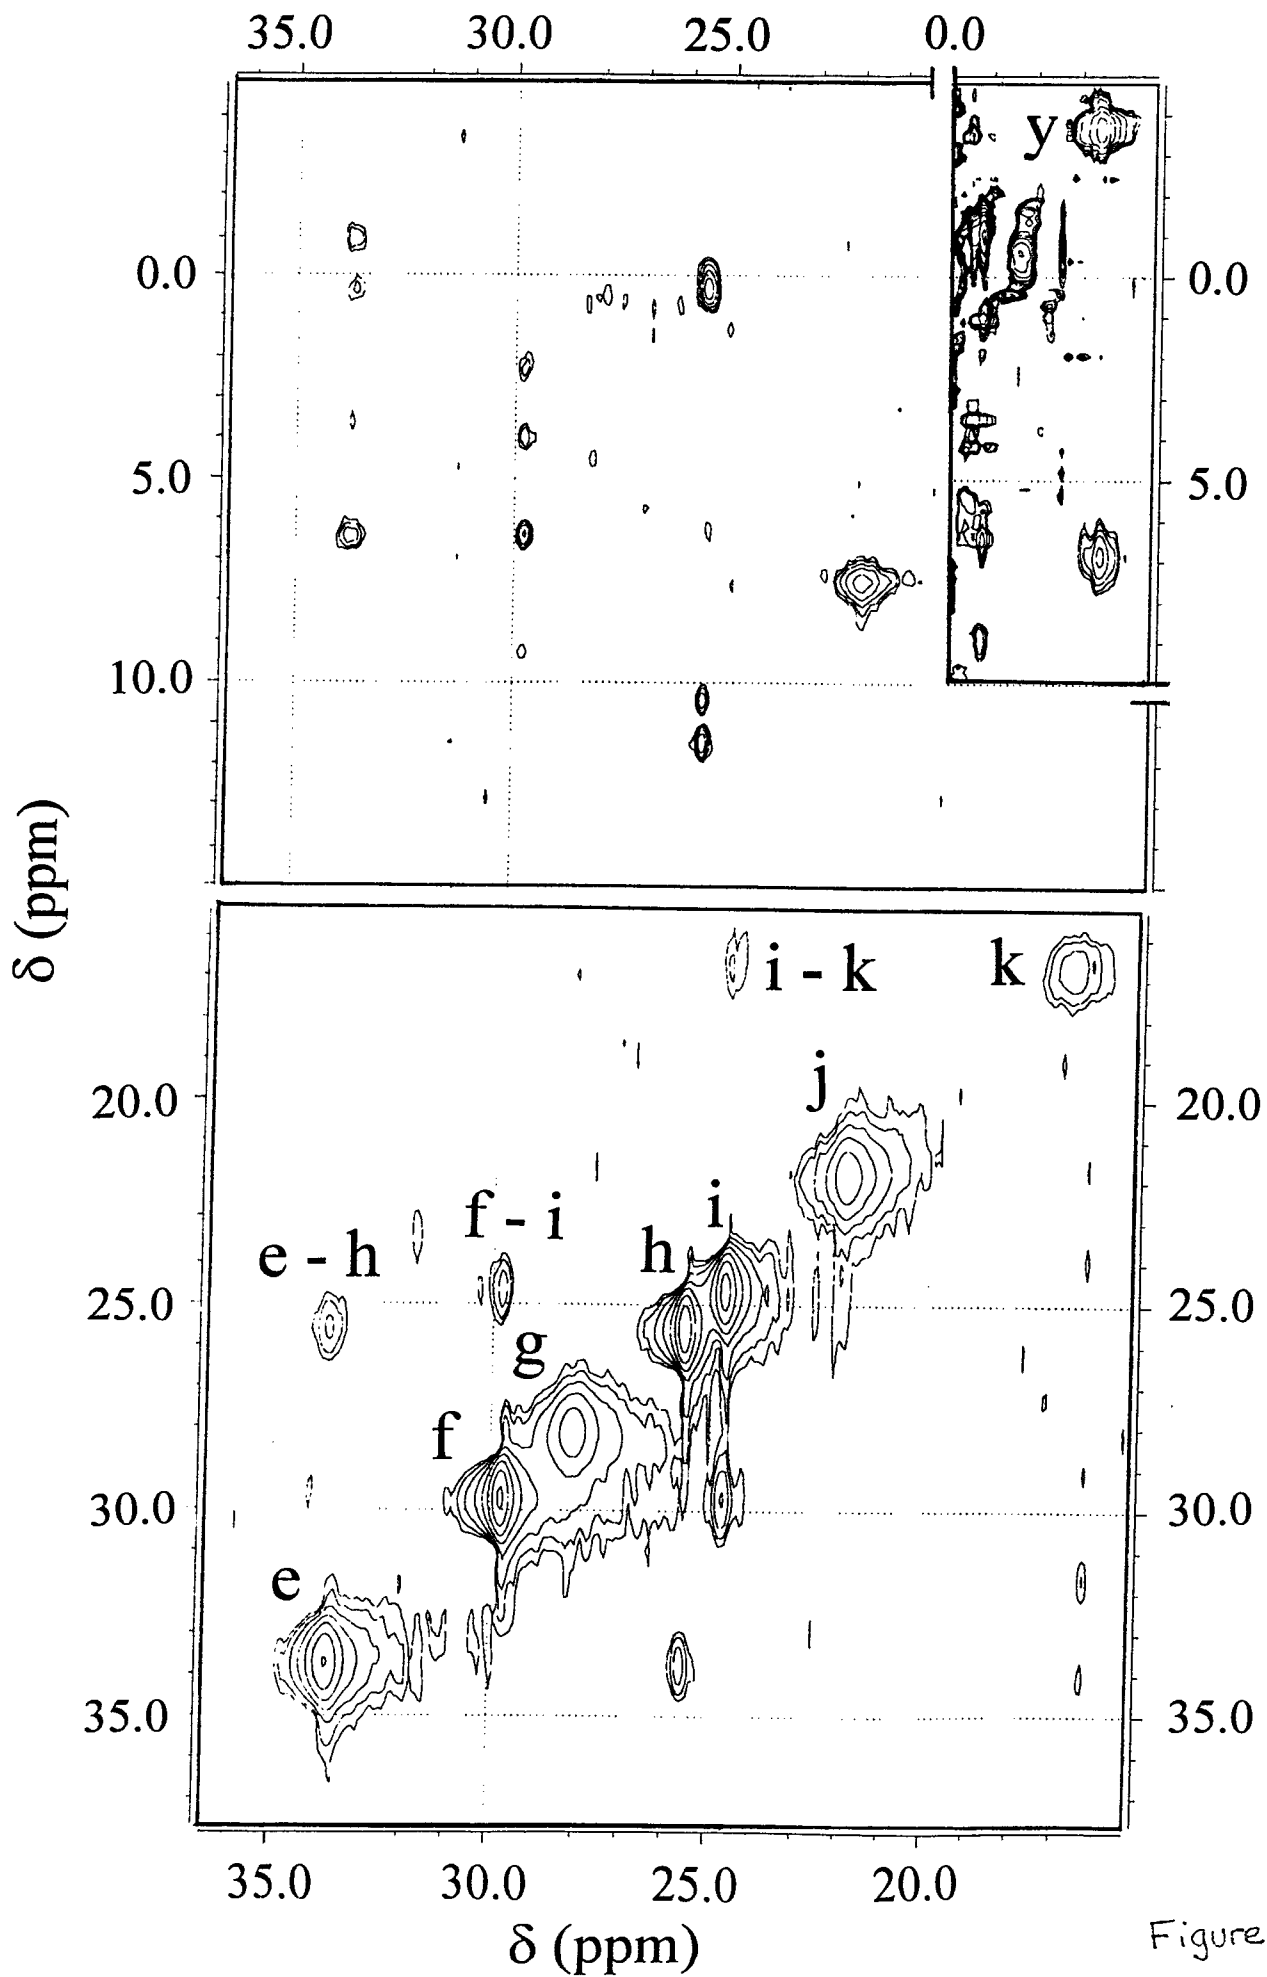 35.0 30.0 25.0 0.0
y
0.0 0.0
5.0 5.0
10.0
δ (ppm)
i - k k
j
20.0 20.0
f - i i
e - h h
25.0 25.0
g
f
30.0 30.0
e
35.0 35.0
35.0 30.0 25.0 20.0
δ (ppm)
Figure